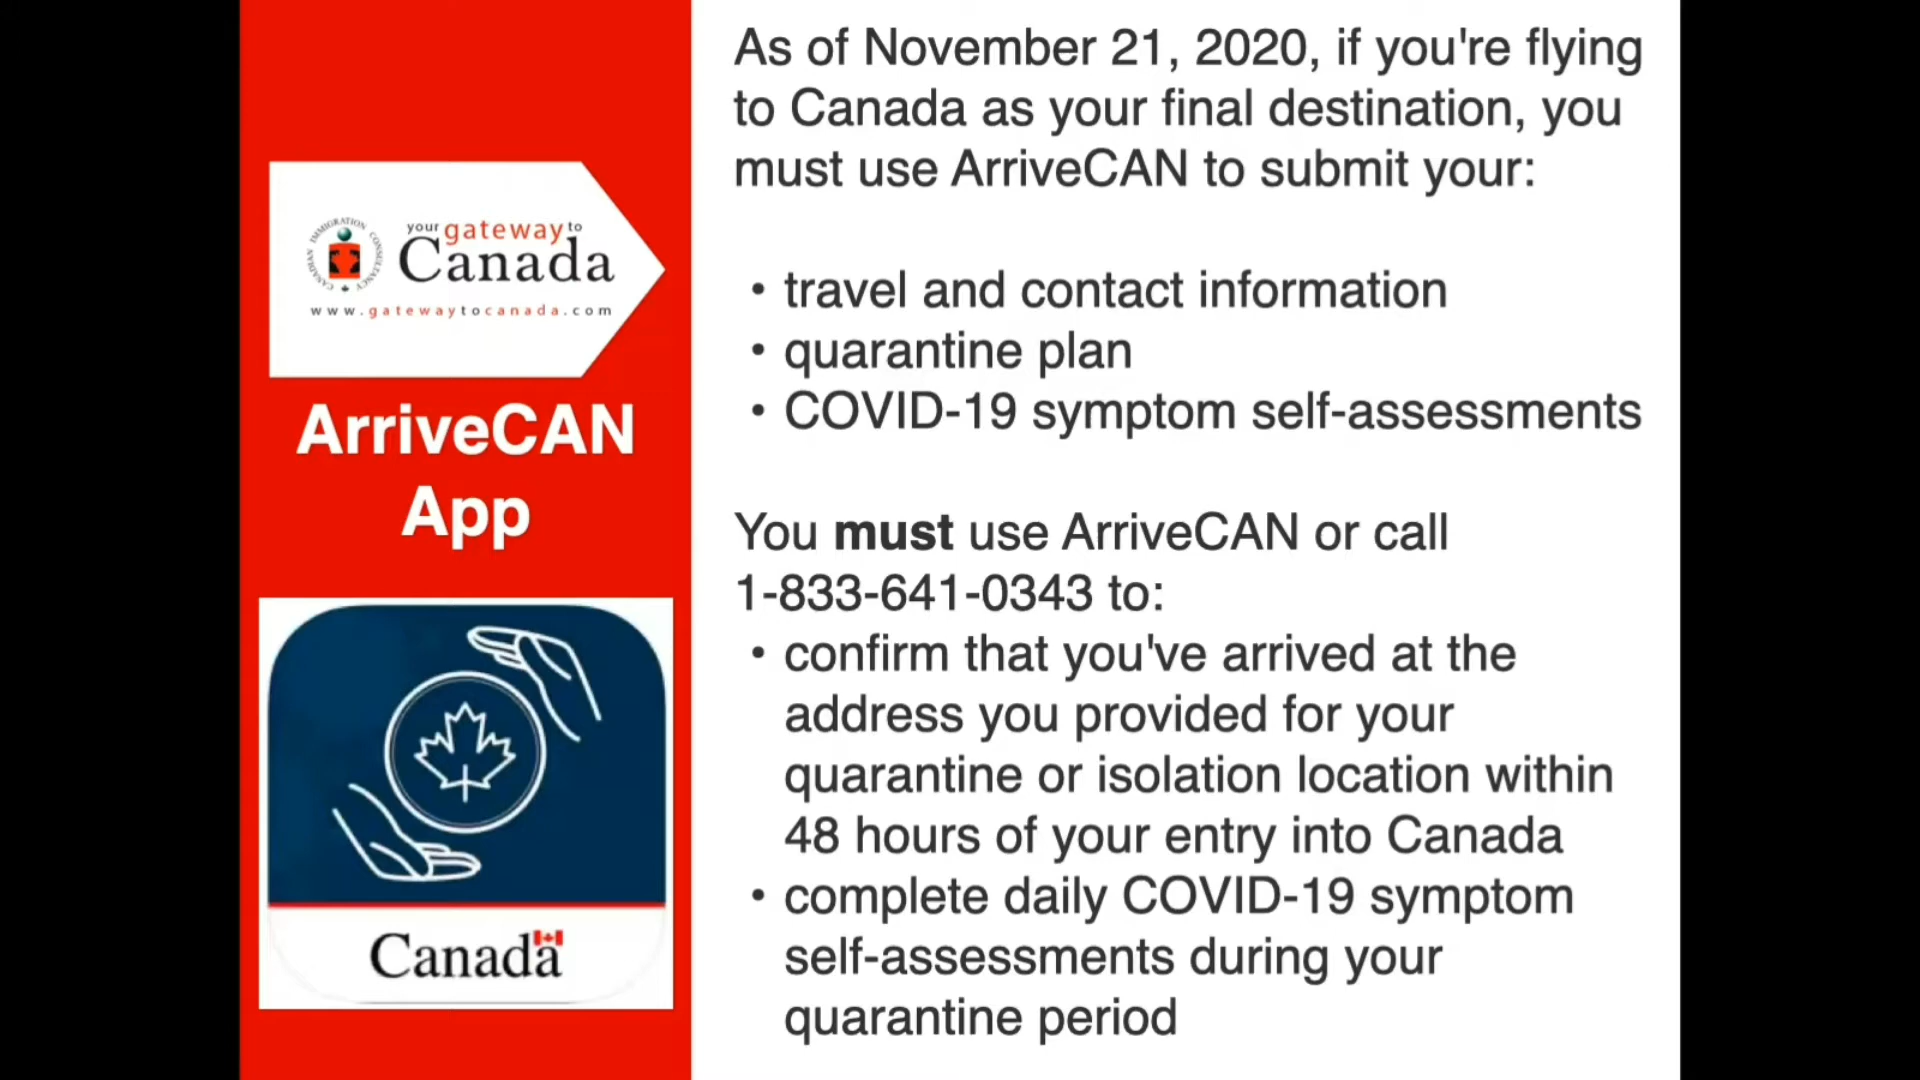 CANADIAN IMMIGRATION CONSULTANCY
your gateway to
Canada
www.gatewaytocanada.com
ArriveCAN
App
Canada
As of November 21, 2020, if you're flying
to Canada as your final destination, you
must use ArriveCAN to submit your:
• travel and contact information
• quarantine plan
• COVID-19 symptom self-assessments
You must use ArriveCAN or call
1-833-641-0343 to:
• confirm that you've arrived at the
address you provided for your
quarantine or isolation location within
48 hours of your entry into Canada
• complete daily COVID-19 symptom
self-assessments during your
quarantine period